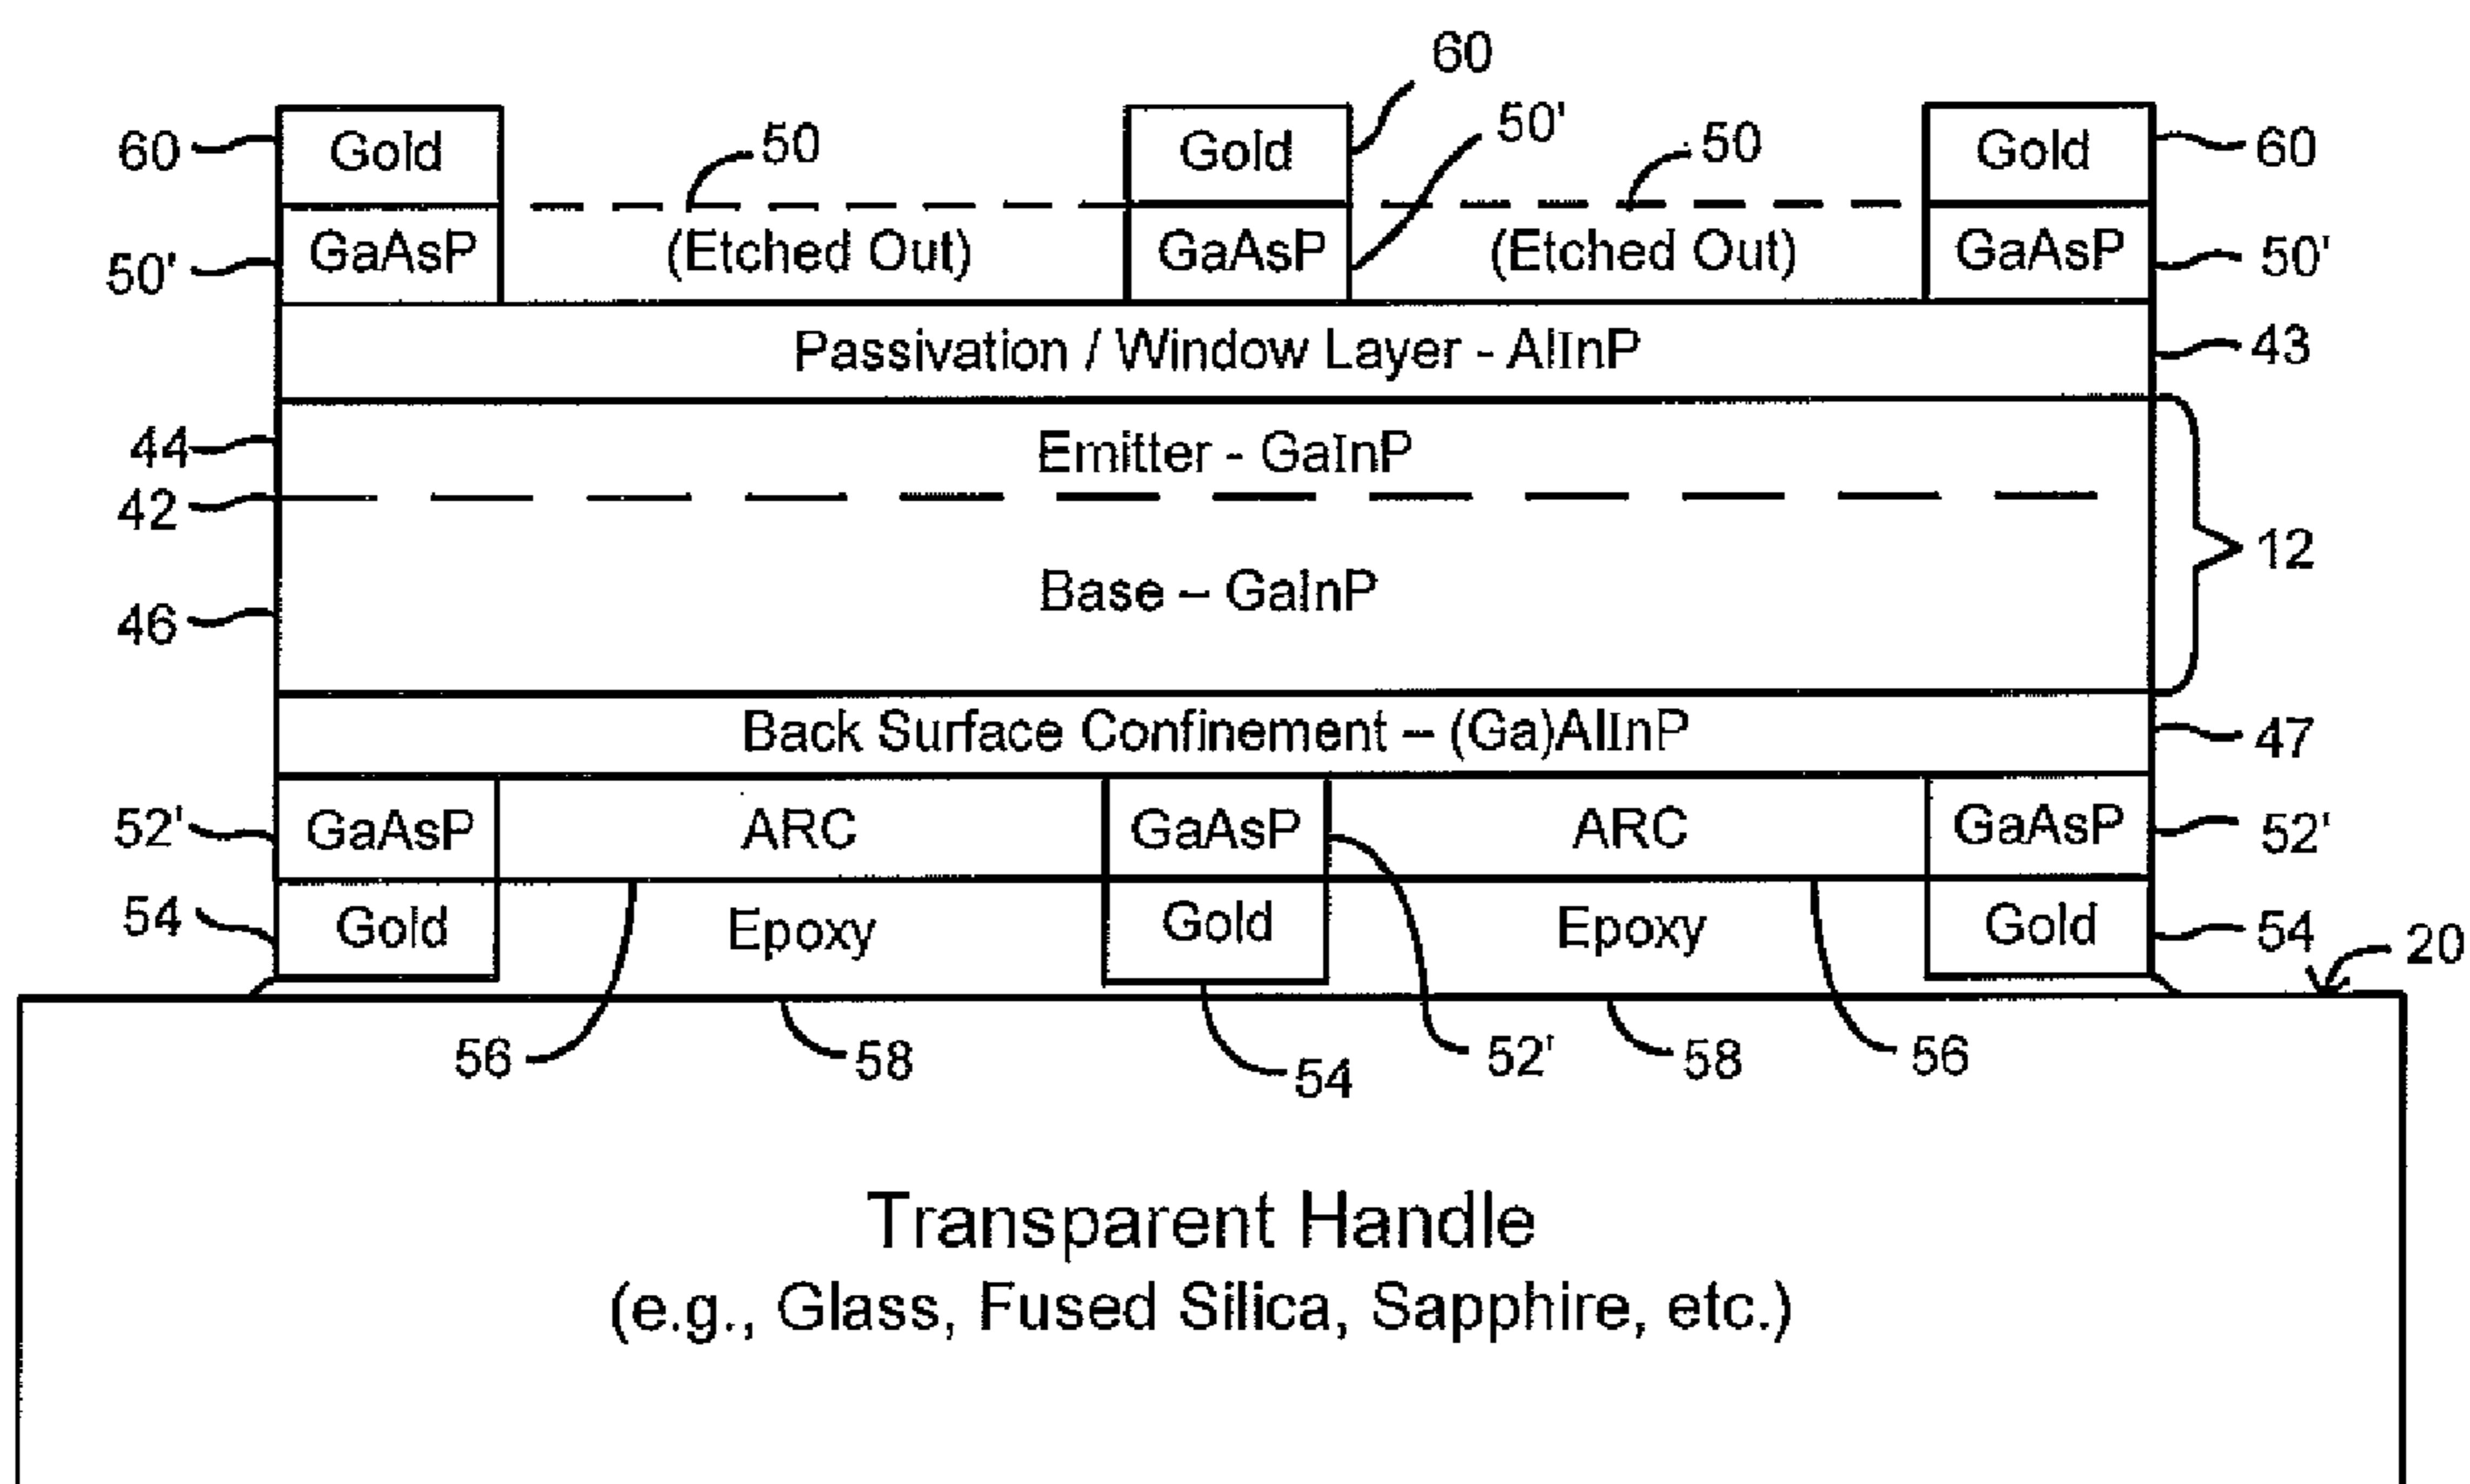 60
60 Gold 50 Gold 50' 50 Gold 60
50' GaAsP (Etched Out) GaAsP (Etched Out) GaAsP 50'
Passivation / Window Layer - AlInP 43
44 Emitter - GaInP
42
12
46 Base – GaInP
Back Surface Confinement – (Ga)AlInP 47
52' GaAsP ARC GaAsP ARC GaAsP 52'
54 Gold Epoxy Gold Epoxy Gold 54
20
56 58 54 52' 58 56
Transparent Handle
(e.g., Glass, Fused Silica, Sapphire, etc.)